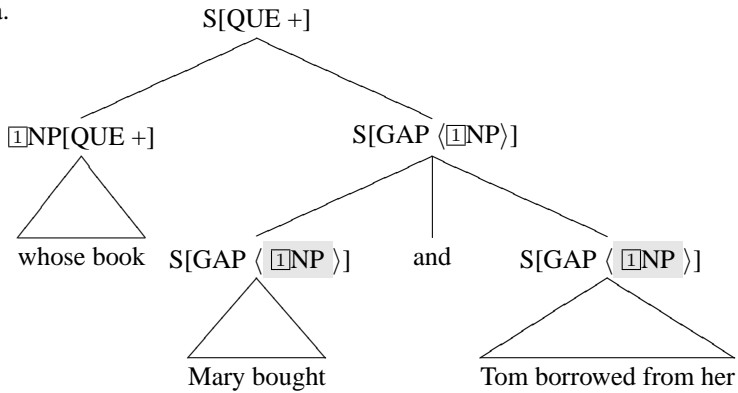 S[QUE +]
1NP[QUE +] S[GAP ⟨1NP⟩]
whose book S[GAP ⟨ 1NP ⟩] and S[GAP ⟨ 1NP ⟩]
Mary bought Tom borrowed from her